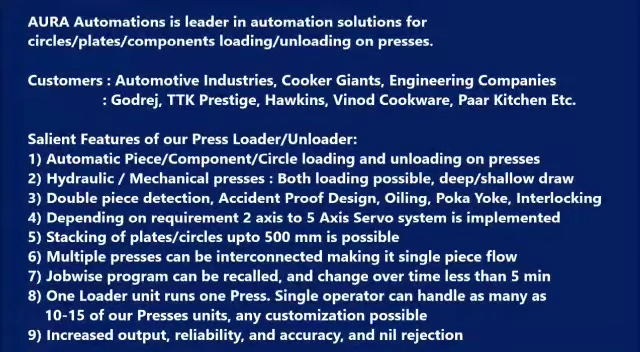 AURA Automations is leader in automation solutions for
circles/plates/components loading/unloading on presses.
Customers : Automotive Industries, Cooker Giants, Engineering Companies
: Godrej, TTK Prestige, Hawkins, Vinod Cookware, Paar Kitchen Etc.
Salient Features of our Press Loader/Unloader:
1) Automatic Piece/Component/Circle loading and unloading on presses
2) Hydraulic / Mechanical presses : Both loading possible, deep/shallow draw
3) Double piece detection, Accident Proof Design, Oiling, Poka Yoke, Interlocking
4) Depending on requirement 2 axis to 5 Axis Servo system is implemented
5) Stacking of plates/circles upto 500 mm is possible
6) Multiple presses can be interconnected making it single piece flow
7) Jobwise program can be recalled, and change over time less than 5 min
8) One Loader unit runs one Press. Single operator can handle as many as
10-15 of our Presses units, any customization possible
9) Increased output, reliability, and accuracy, and nil rejection